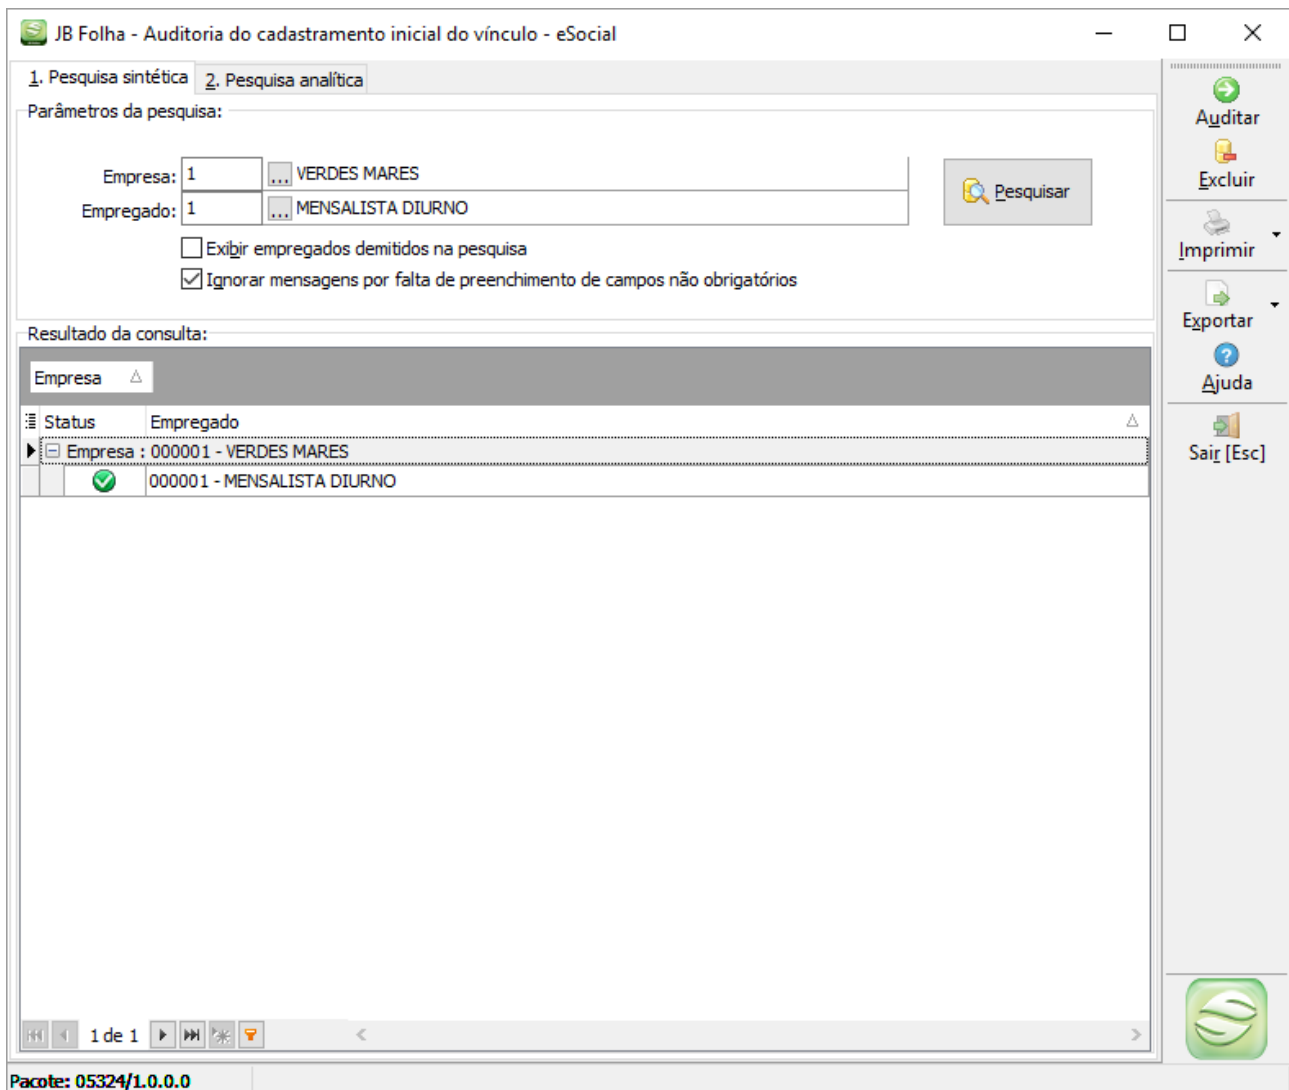 JB Folha - Auditoria do cadastramento inicial do vínculo - eSocial
1. Pesquisa sintética
2. Pesquisa analítica
Parâmetros da pesquisa:
Empresa: 1 ... VERDES MARES
Empregado: 1 ... MENSALISTA DIURNO
Pesquisar
Exibir empregados demitidos na pesquisa
Ignorar mensagens por falta de preenchimento de campos não obrigatórios
Resultado da consulta:
Empresa
Status Empregado
Empresa : 000001 - VERDES MARES
000001 - MENSALISTA DIURNO
1 de 1
Pacote: 05324/1.0.0.0
Auditar
Excluir
Imprimir
Exportar
Ajuda
Sair [Esc]